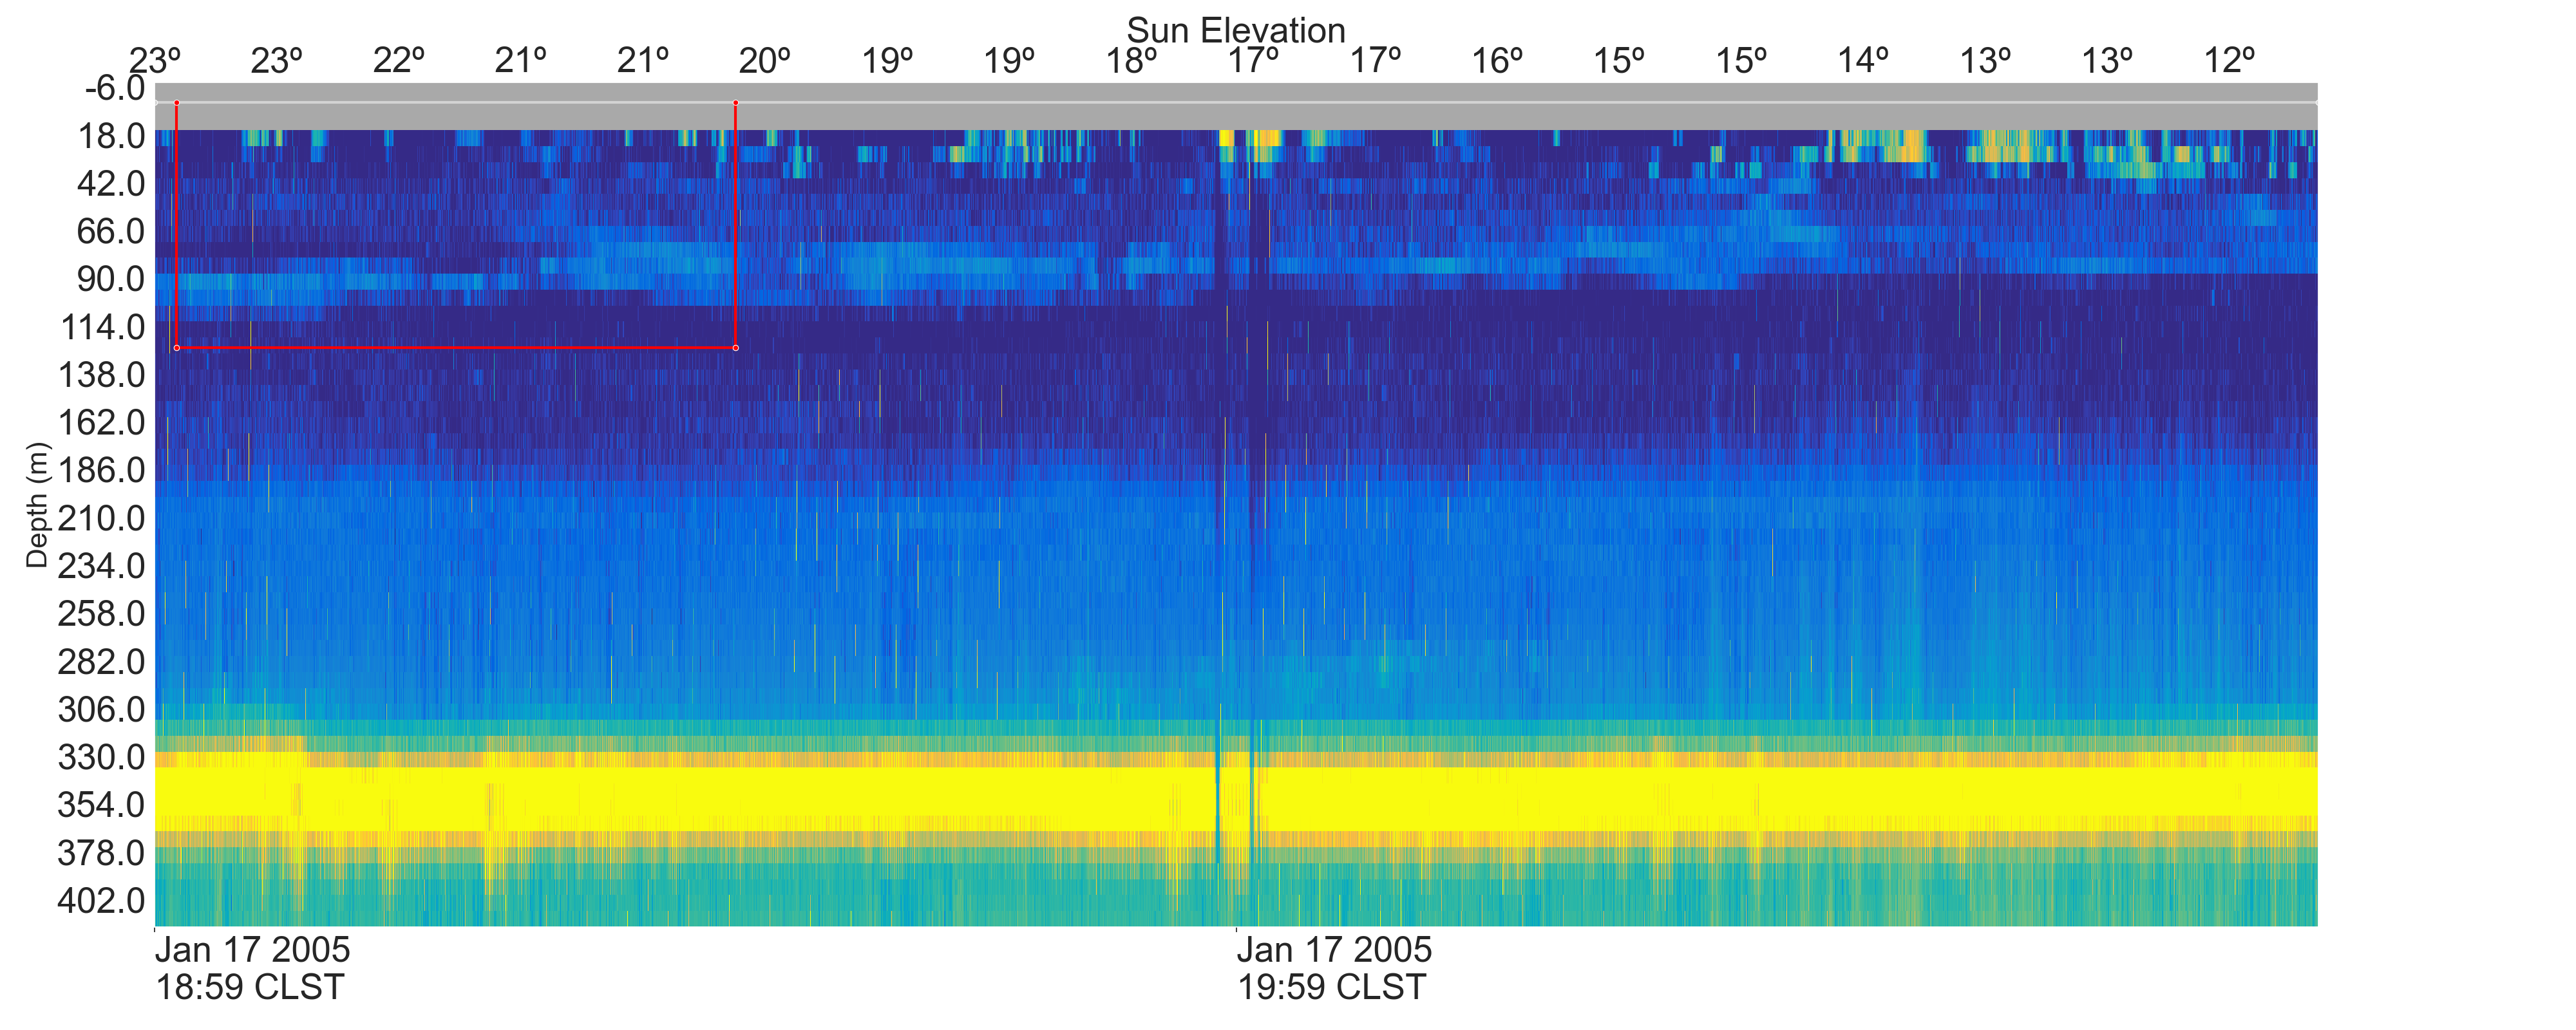 Sun Elevation
23º 23º 22º 21º 21º 20º 19º 19º 18º 17º 17º 16º 15º 15º 14º 13º 13º 12º
-6.0
18.0
42.0
66.0
90.0
114.0
138.0
162.0
186.0
210.0
234.0
258.0
282.0
306.0
330.0
354.0
378.0
402.0
Depth (m)
Jan 17 2005
18:59 CLST
Jan 17 2005
19:59 CLST